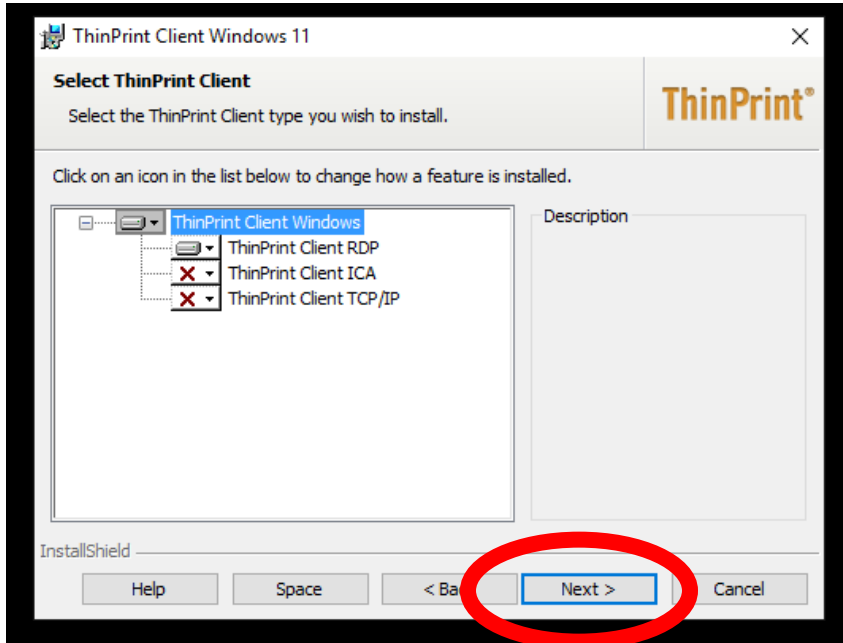 ThinPrint Client Windows 11
Select ThinPrint Client
Select the ThinPrint Client type you wish to install.
ThinPrint®
Click on an icon in the list below to change how a feature is installed.
ThinPrint Client Windows
ThinPrint Client RDP
ThinPrint Client ICA
ThinPrint Client TCP/IP
Description
InstallShield
Help Space < Ba Next > Cancel